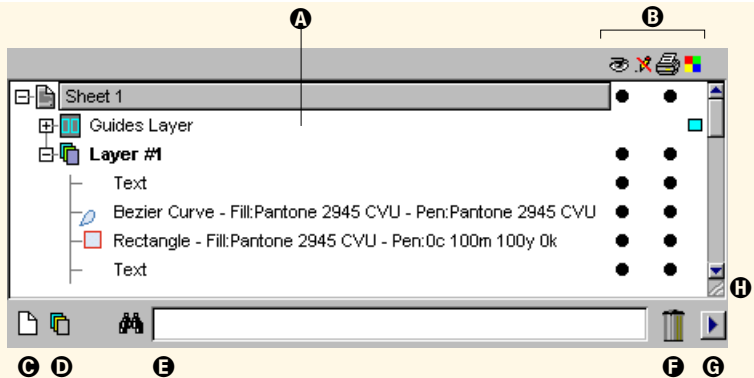 A
B
Sheet 1
Guides Layer
Layer #1
Text
Bezier Curve - Fill:Pantone 2945 CVU - Pen:Pantone 2945 CVU
Rectangle - Fill:Pantone 2945 CVU - Pen:0c 100m 100y 0k
Text
H
C D E F G